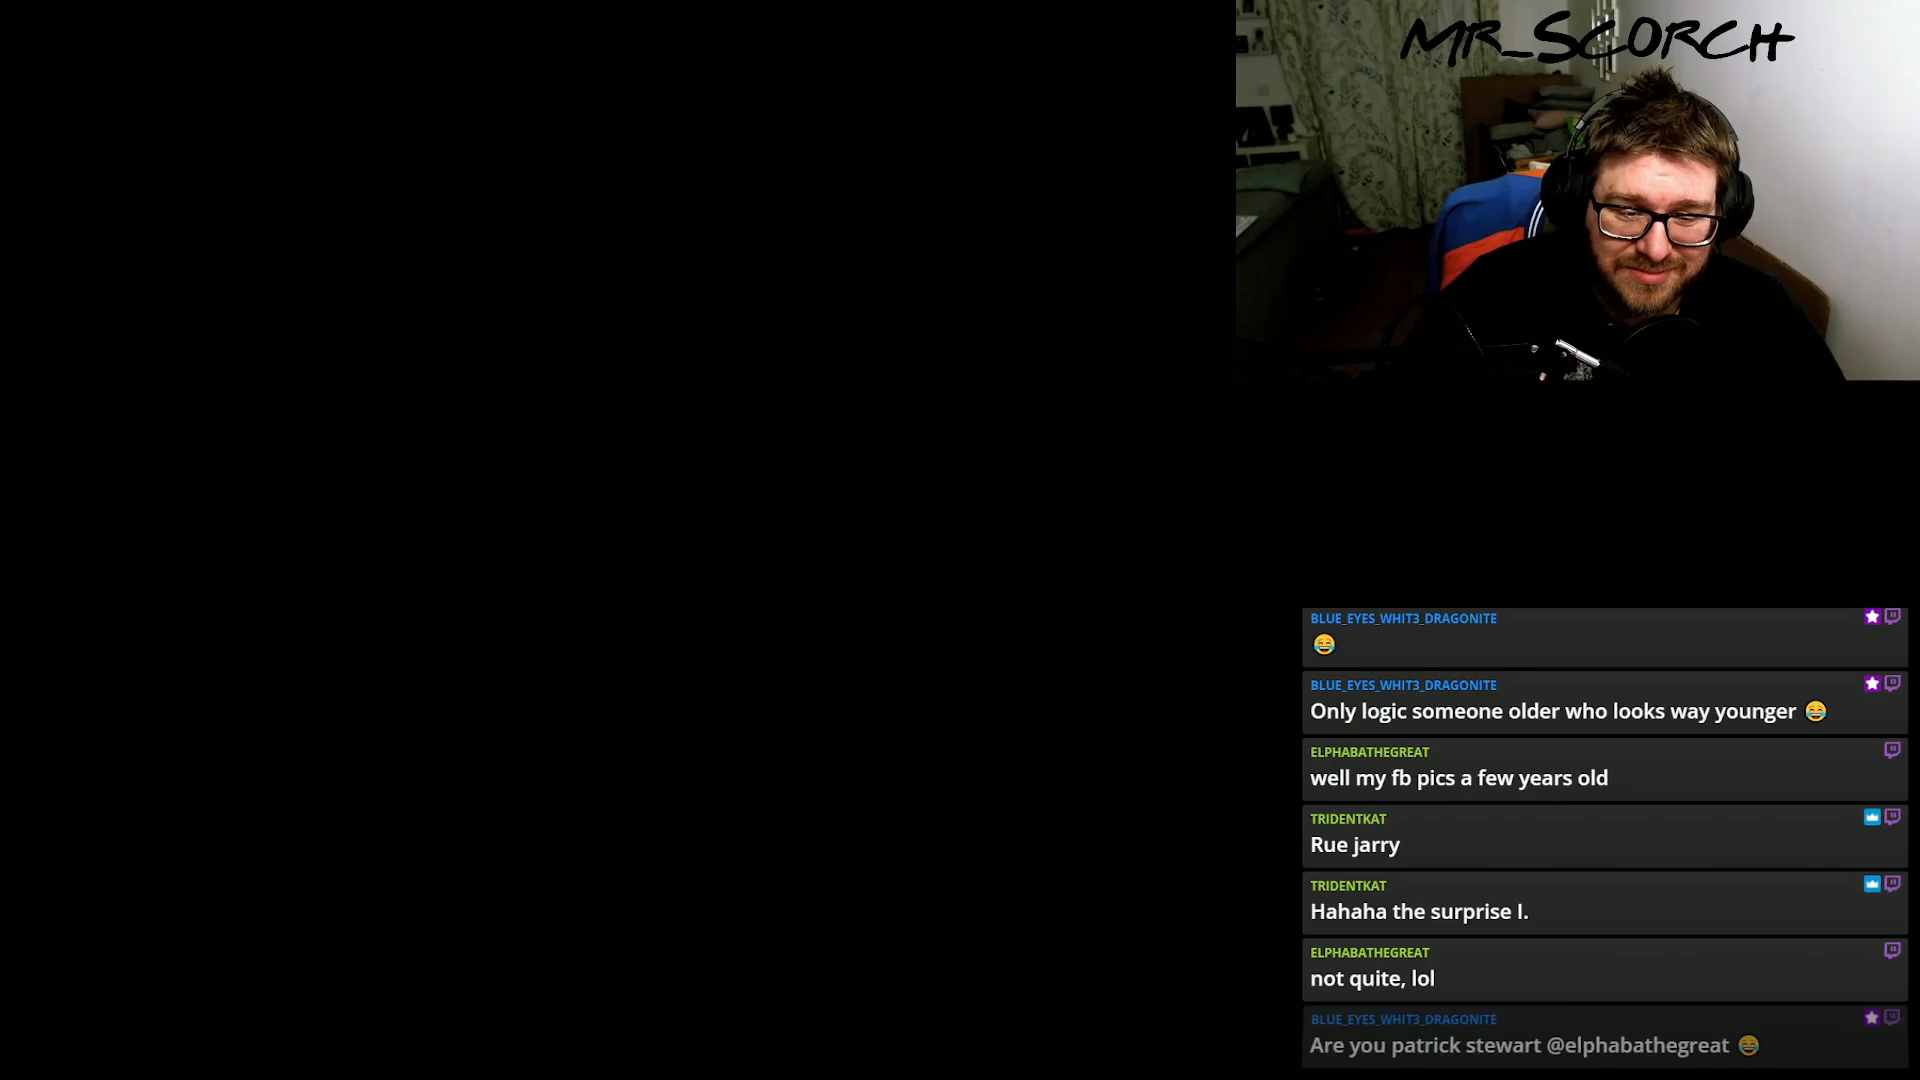 MR_SCORCH
BLUE_EYES_WHIT3_DRAGONITE
😂
BLUE_EYES_WHIT3_DRAGONITE
Only logic someone older who looks way younger 😂
ELPHABATHEGREAT
well my fb pics a few years old
TRIDENTKAT
Rue jarry
TRIDENTKAT
Hahaha the surprise I.
ELPHABATHEGREAT
not quite, lol
BLUE_EYES_WHIT3_DRAGONITE
Are you patrick stewart @elphabathegreat 😂